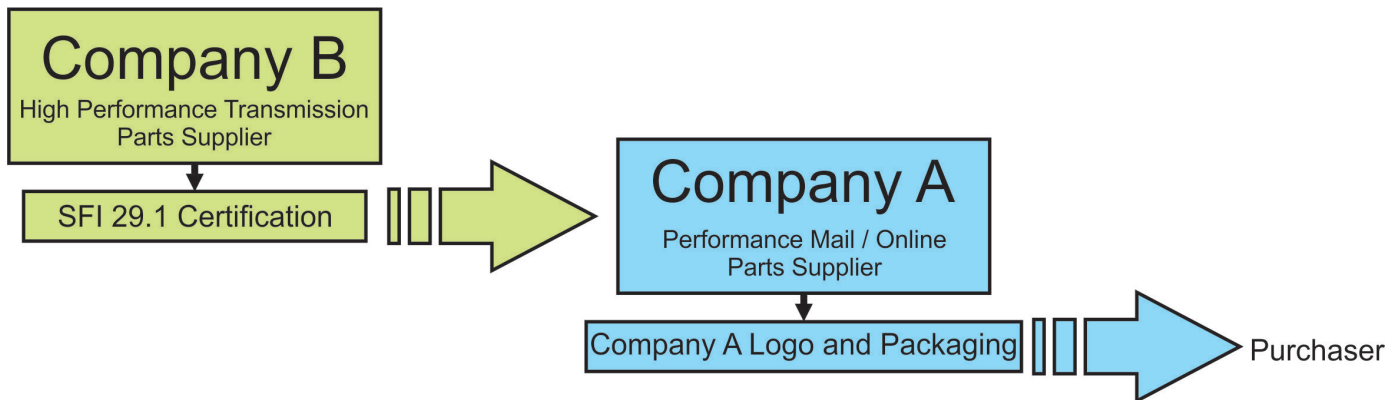 Company B
High Performance Transmission
Parts Supplier
SFI 29.1 Certification
Company A
Performance Mail / Online
Parts Supplier
Company A Logo and Packaging
Purchaser